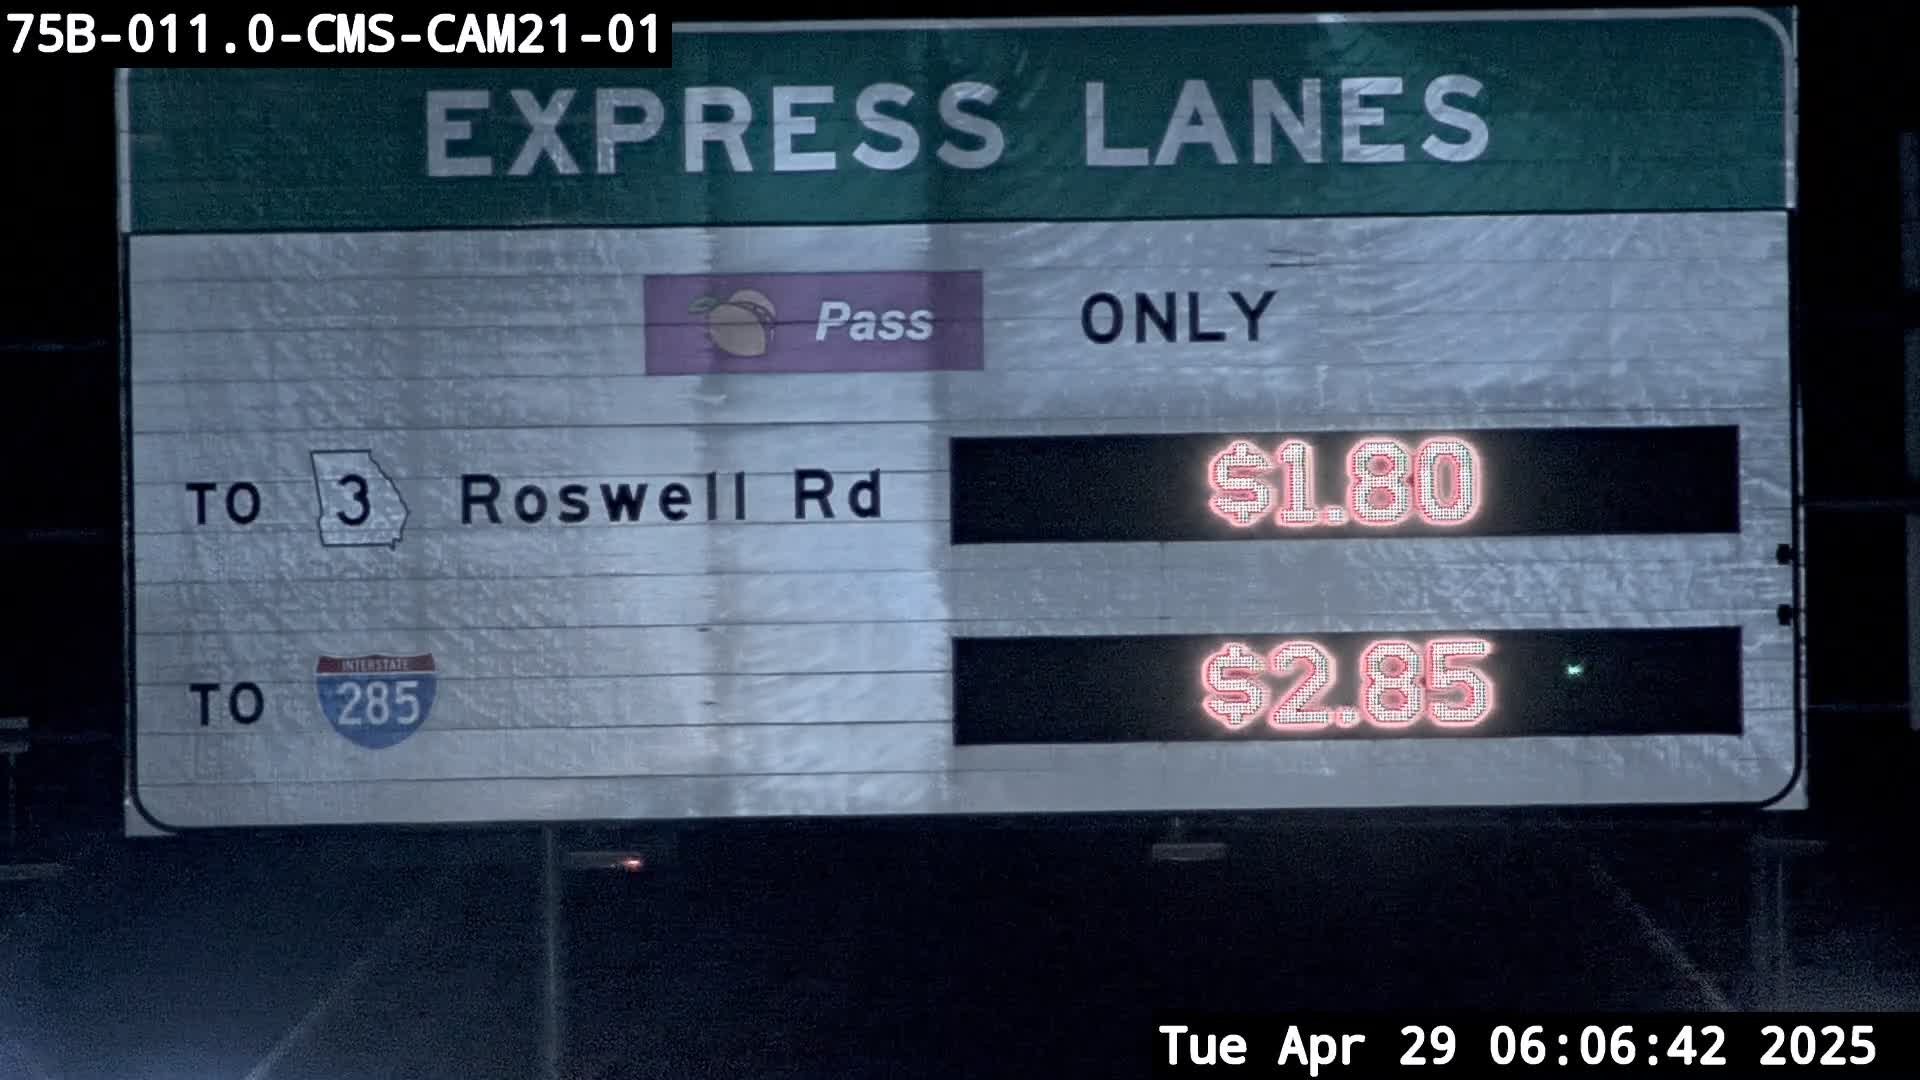 75B-011.0-CMS-CAM21-01
EXPRESS LANES
Pass ONLY
TO 3 Roswell Rd $1.80
TO INTERSTATE 285 $2.85
Tue Apr 29 06:06:42 2025